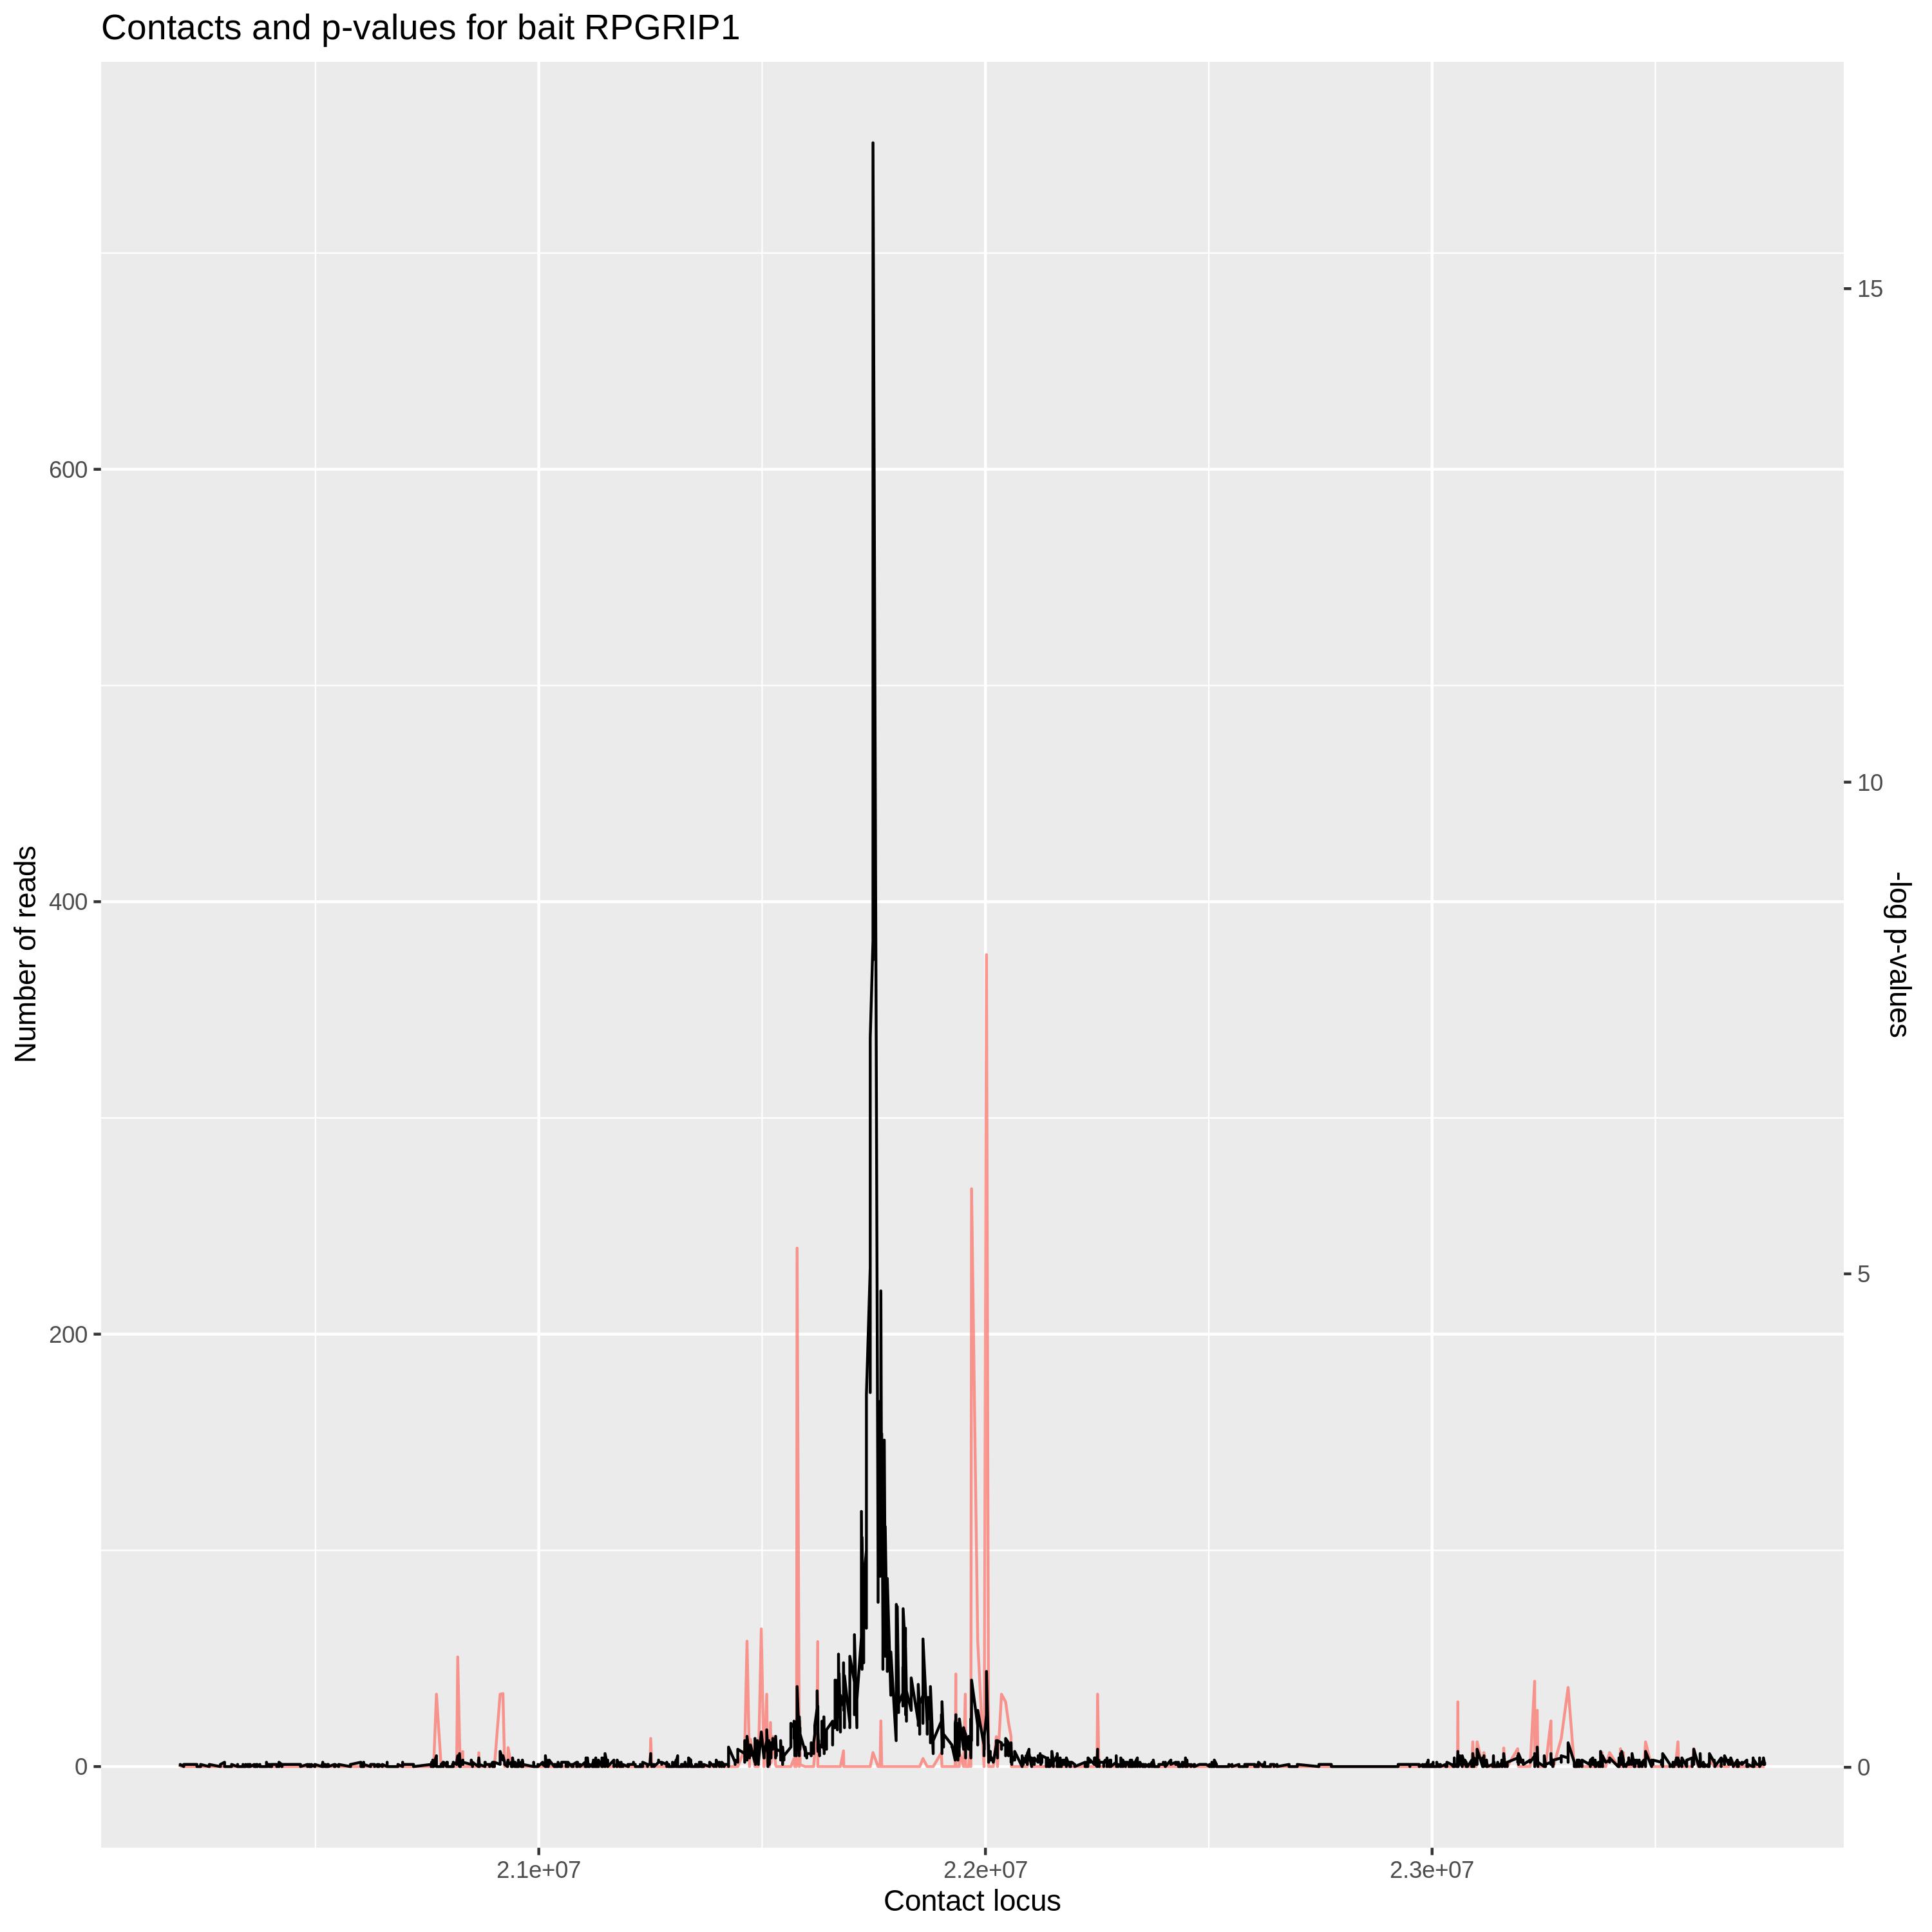 Contacts and p-values for bait RPGRIP1
Number of reads
600
400
200
0
15
10
5
0
-log p-values
2.1e+07
2.2e+07
2.3e+07
Contact locus